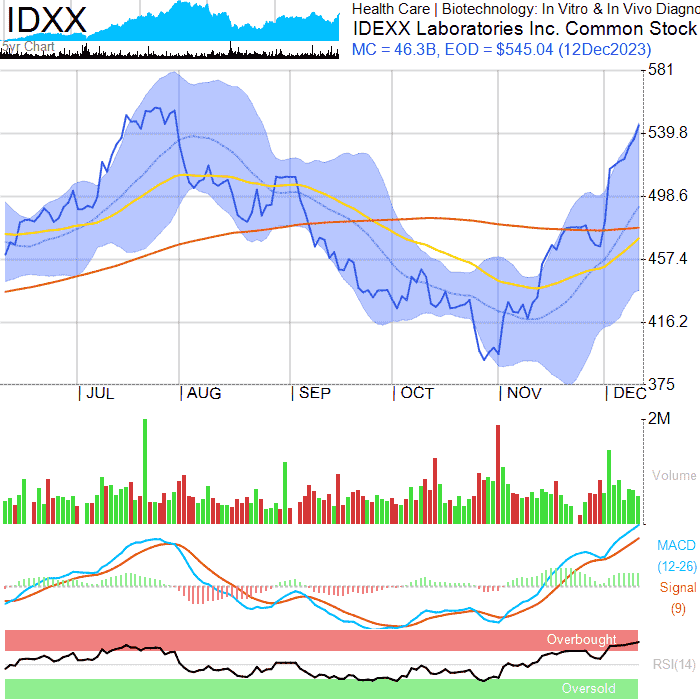 IDXX
5yr Chart
Health Care | Biotechnology: In Vitro & In Vivo Diagno
IDEXX Laboratories Inc. Common Stock
MC = 46.3B, EOD = $545.04 (12Dec2023)
581
539.8
498.6
457.4
416.2
375
JUL AUG SEP OCT NOV DEC
2M
Volume
MACD
(12-26)
Signal
(9)
Overbought
RSI(14)
Oversold